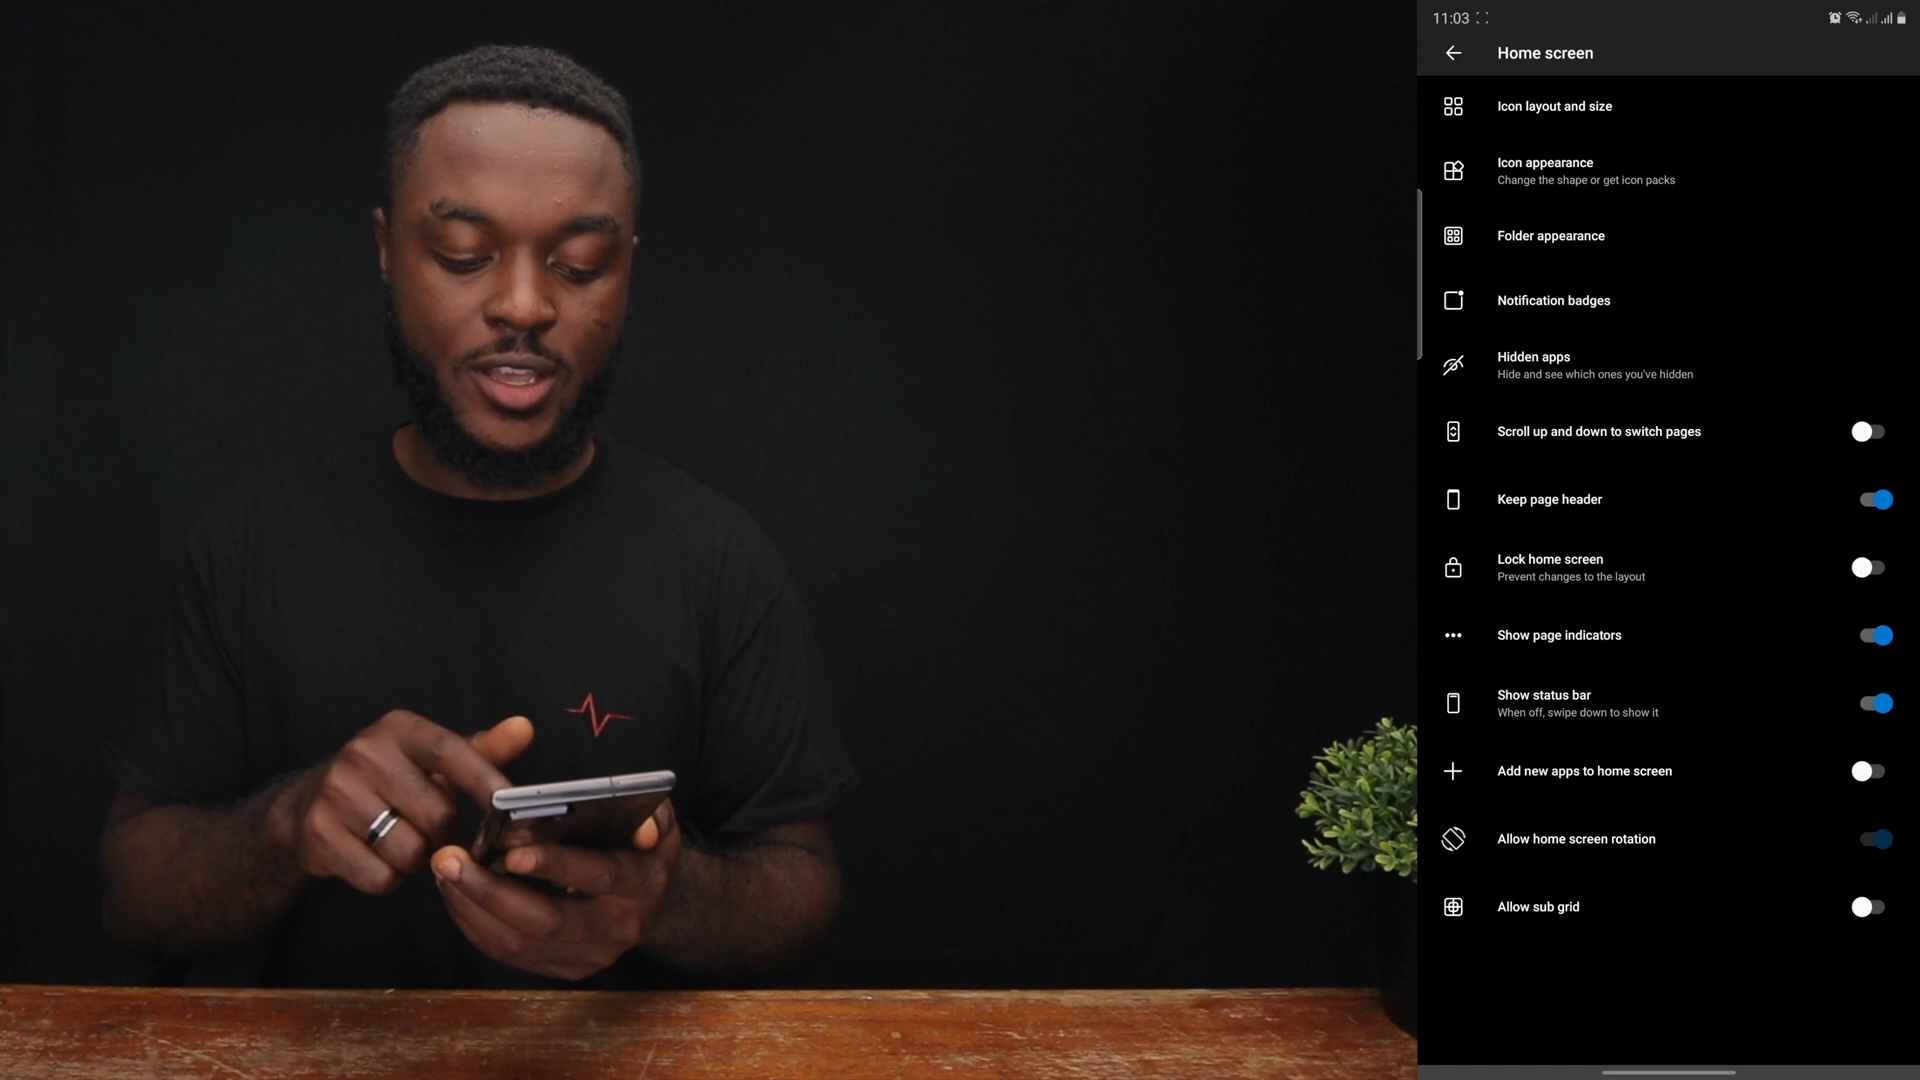 11:03
Home screen
Icon layout and size
Icon appearance
Change the shape or get icon packs
Folder appearance
Notification badges
Hidden apps
Hide and see which ones you've hidden
Scroll up and down to switch pages
Keep page header
Lock home screen
Prevent changes to the layout
Show page indicators
Show status bar
When off, swipe down to show it
Add new apps to home screen
Allow home screen rotation
Allow sub grid